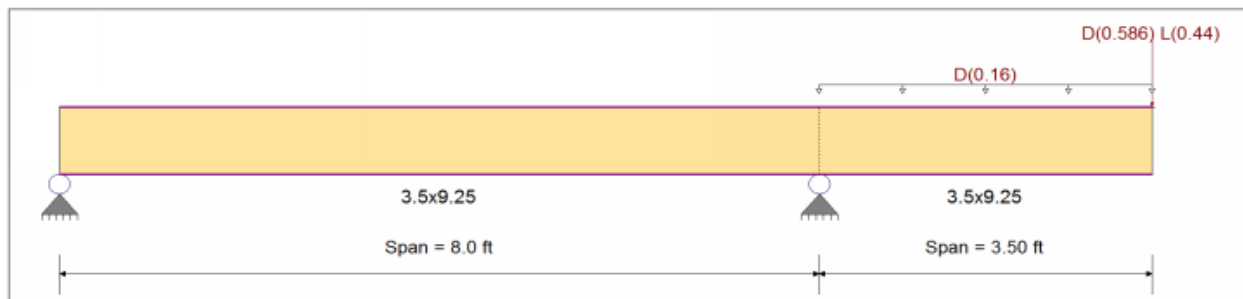 D(0.586) L(0.44)
D(0.16)
3.5x9.25
3.5x9.25
Span = 8.0 ft
Span = 3.50 ft